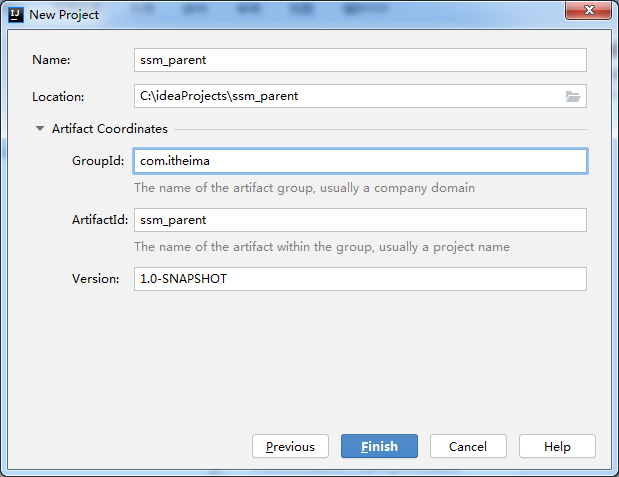 New Project
Name: ssm_parent
Location: C:\ideaProjects\ssm_parent
Artifact Coordinates
GroupId: com.itheima
The name of the artifact group, usually a company domain
ArtifactId: ssm_parent
The name of the artifact within the group, usually a project name
Version: 1.0-SNAPSHOT
Previous Finish Cancel Help